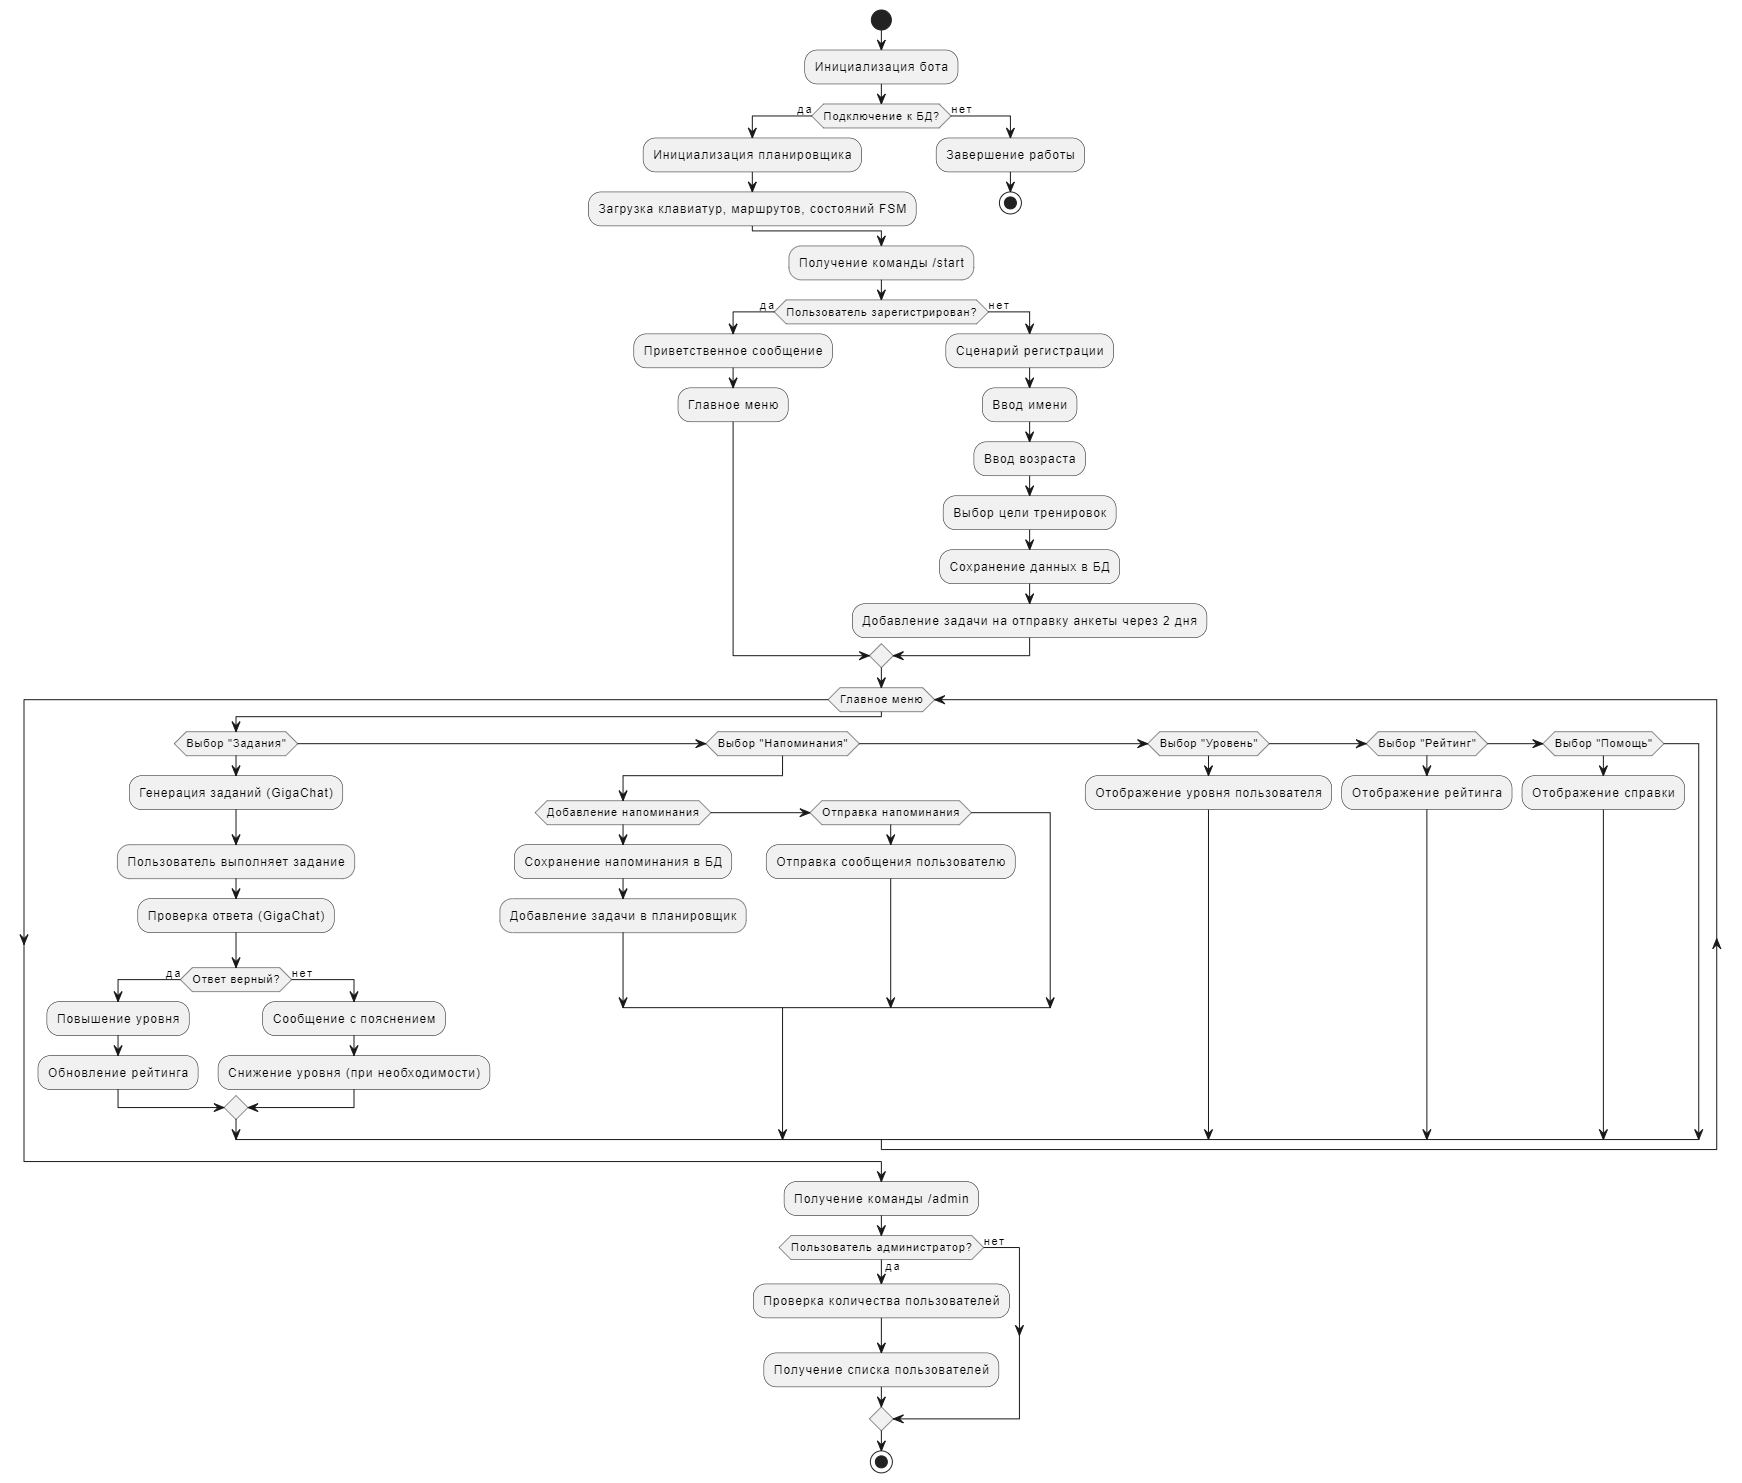 Инициализация бота
да
Подключение к БД?
нет
Инициализация планировщика
Завершение работы
Загрузка клавиатур, маршрутов, состояний FSM
Получение команды /start
да
Пользователь зарегистрирован?
нет
Приветственное сообщение
Сценарий регистрации
Главное меню
Ввод имени
Ввод возраста
Выбор цели тренировок
Сохранение данных в БД
Добавление задачи на отправку анкеты через 2 дня
Главное меню
Выбор "Задания"
Выбор "Напоминания"
Выбор "Уровень"
Выбор "Рейтинг"
Выбор "Помощь"
Генерация заданий (GigaChat)
Отображение уровня пользователя
Отображение рейтинга
Отображение справки
Добавление напоминания
Отправка напоминания
Пользователь выполняет задание
Сохранение напоминания в БД
Отправка сообщения пользователю
Проверка ответа (GigaChat)
Добавление задачи в планировщик
да
Ответ верный?
нет
Повышение уровня
Сообщение с пояснением
Обновление рейтинга
Снижение уровня (при необходимости)
Получение команды /admin
Пользователь администратор?
нет
да
Проверка количества пользователей
Получение списка пользователей